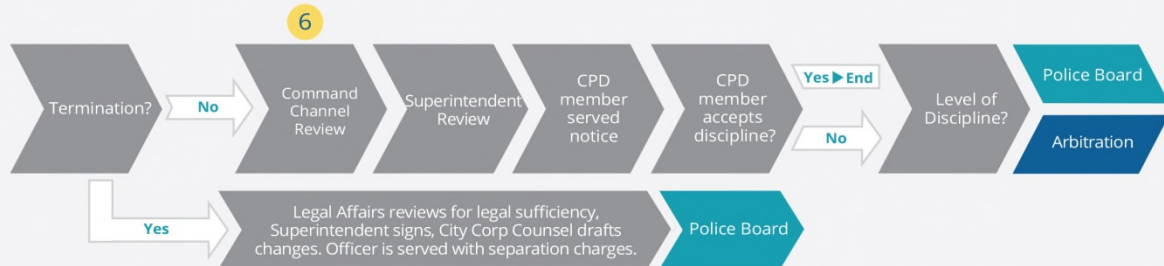 6
Termination?
No
Command
Channel
Review
Superintendent
Review
CPD
member
served
notice
CPD
member
accepts
discipline?
Yes ▶ End
No
Level of
Discipline?
Police Board
Arbitration
Yes
Legal Affairs reviews for legal sufficiency,
Superintendent signs, City Corp Counsel drafts
changes. Officer is served with separation charges.
Police Board